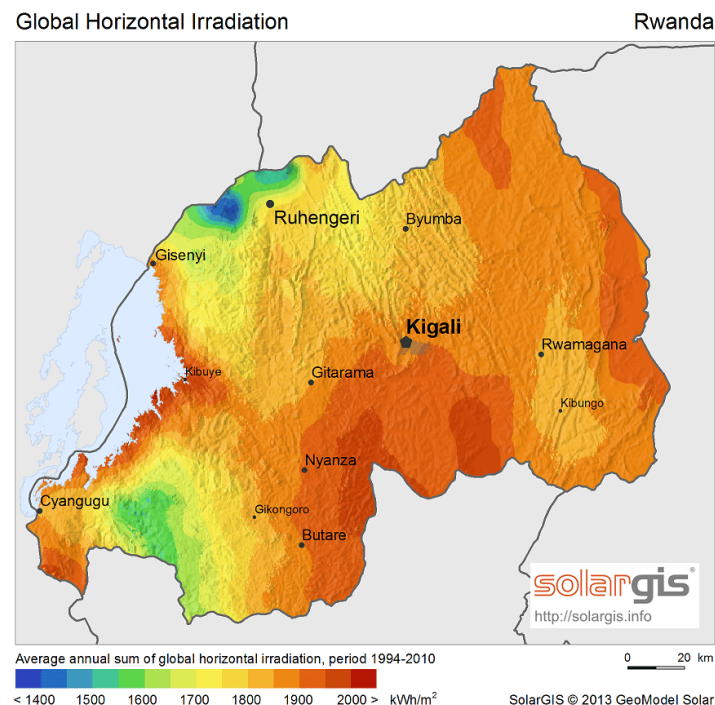 Global Horizontal Irradiation Rwanda
Ruhengeri
Byumba
Gisenyi
Kigali
Rwamagana
Kibuye
Gitarama
Kibungo
Nyanza
Cyangugu
Gikongoro
Butare
solargis®
http://solargis.info
Average annual sum of global horizontal irradiation, period 1994-2010
0 20 km
< 1400 1500 1600 1700 1800 1900 2000 > kWh/m²
SolarGIS © 2013 GeoModel Solar